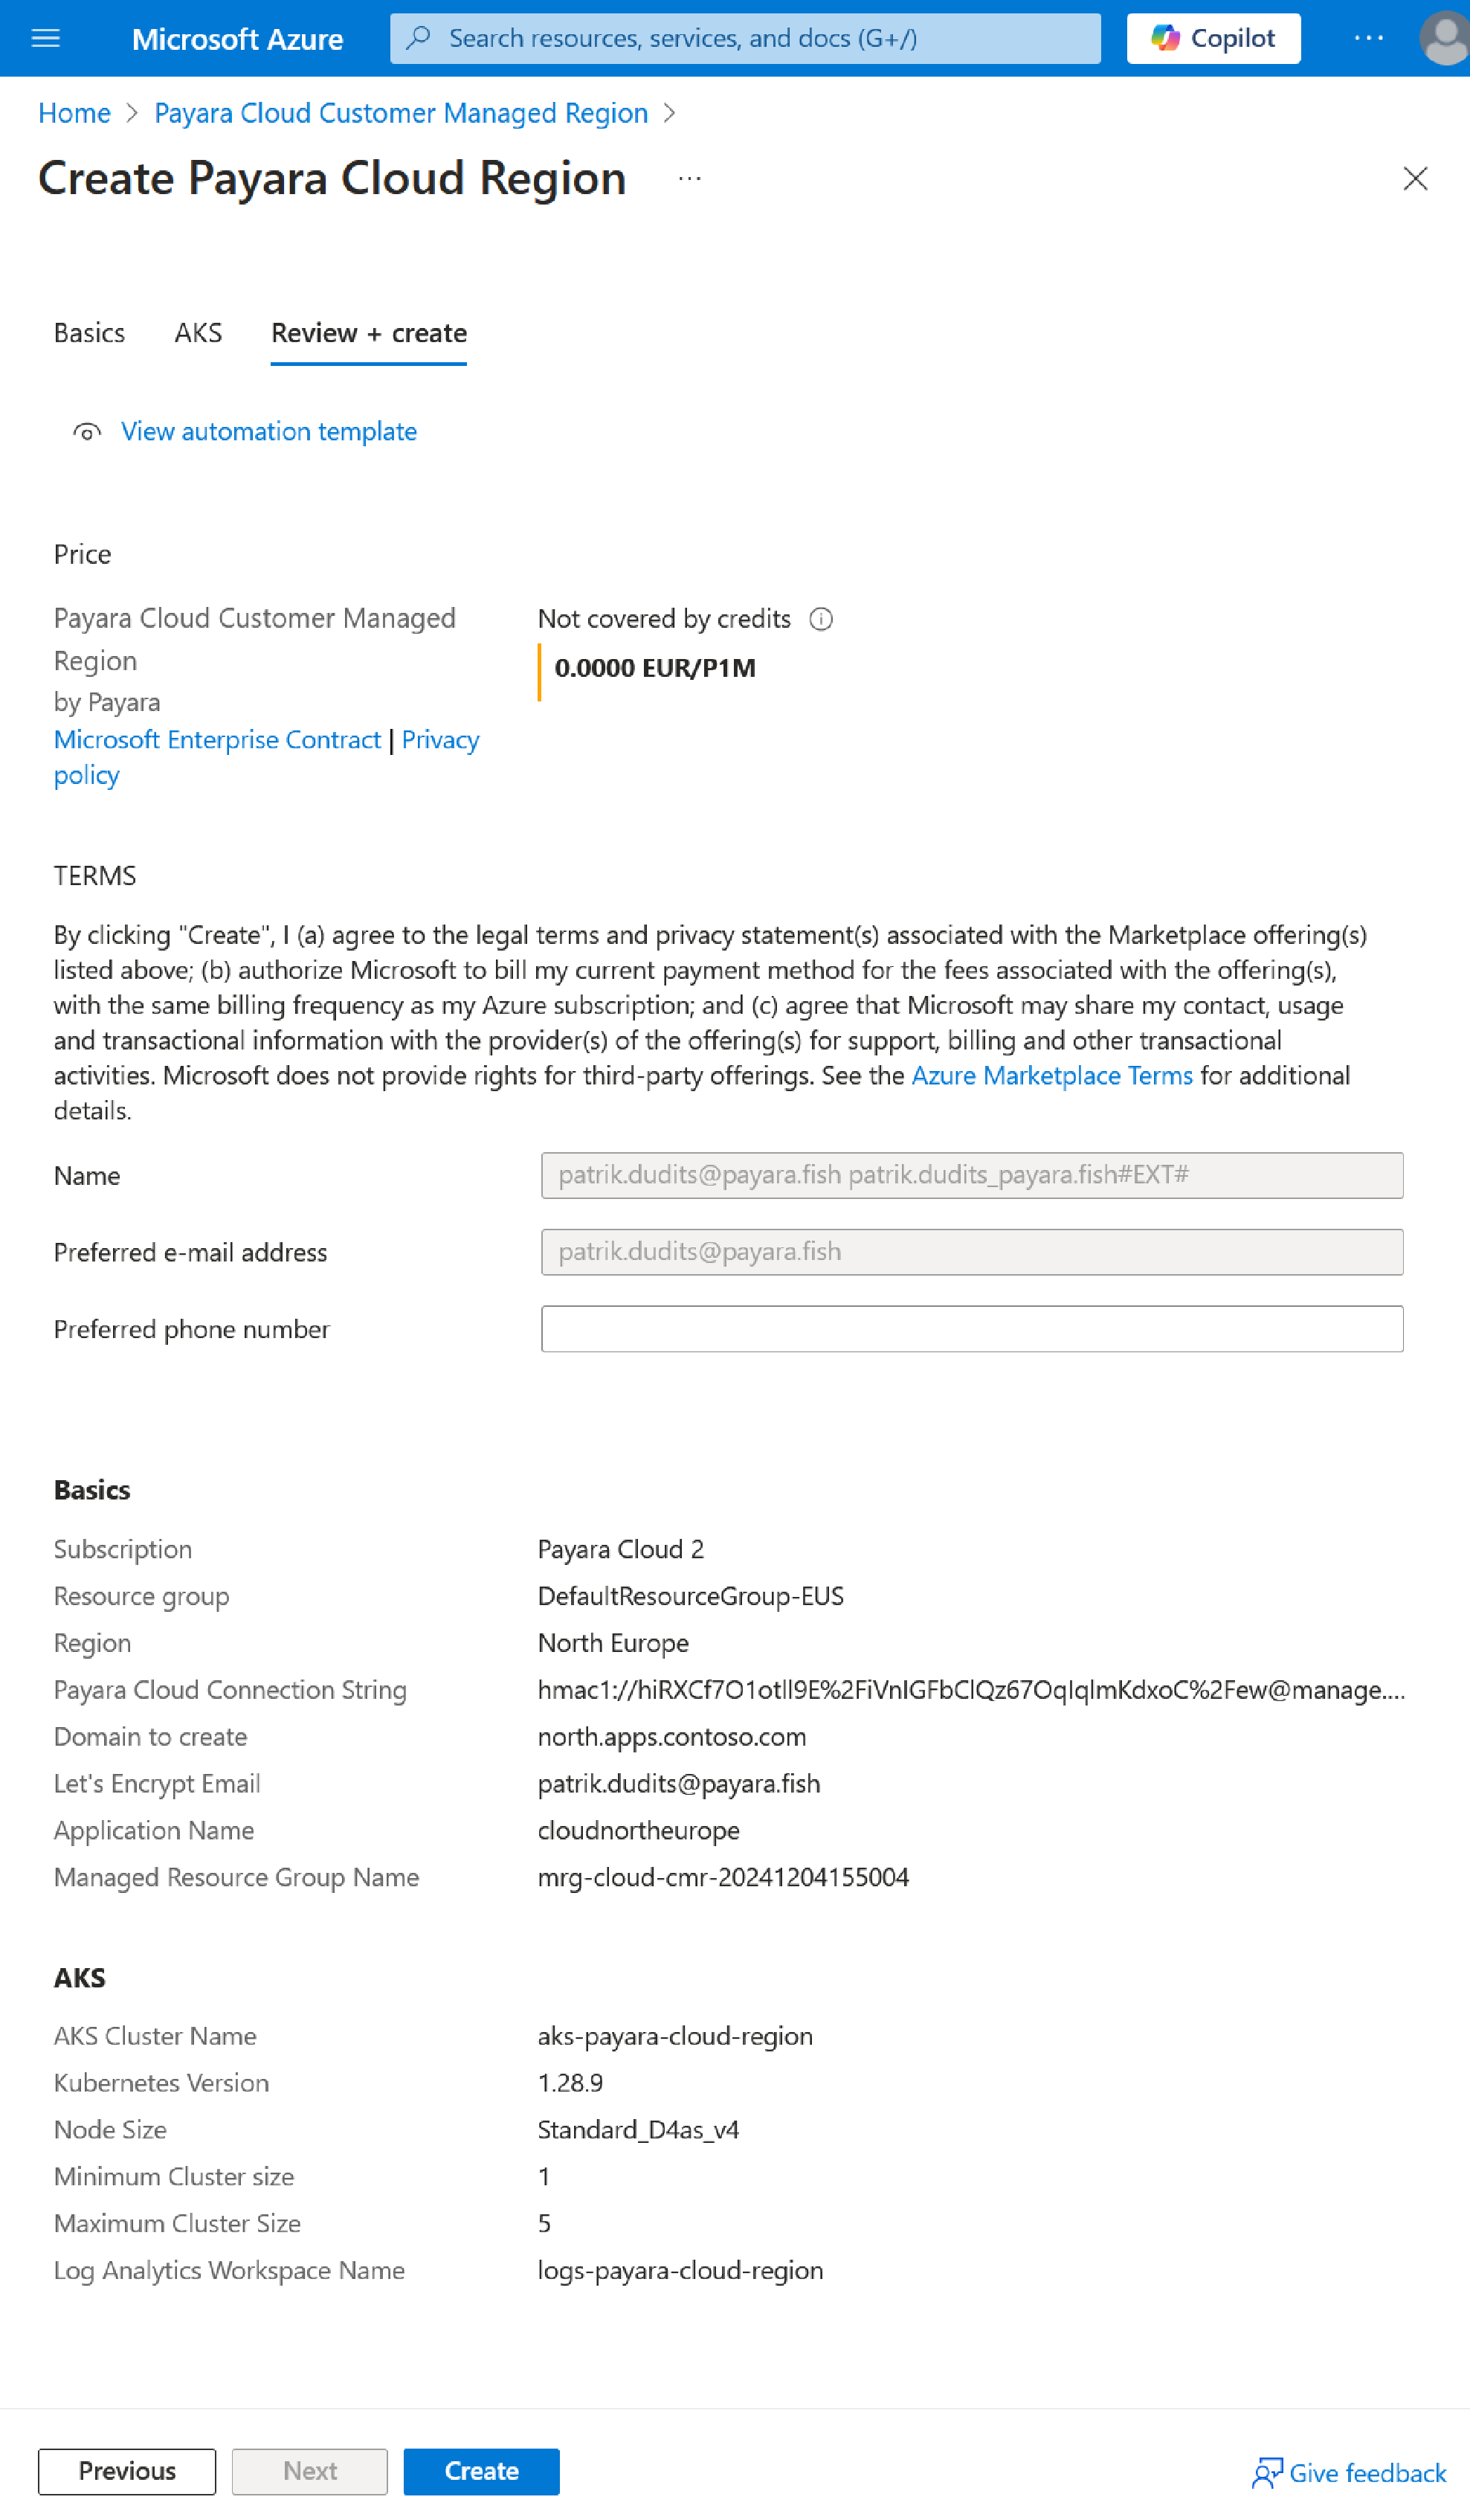 Microsoft Azure
Search resources, services, and docs (G+/)
Copilot
Home > Payara Cloud Customer Managed Region >
Create Payara Cloud Region ...
Basics AKS Review + create
View automation template
Price
Payara Cloud Customer Managed Region
by Payara
Microsoft Enterprise Contract | Privacy policy
Not covered by credits
0.0000 EUR/P1M
TERMS
By clicking "Create", I (a) agree to the legal terms and privacy statement(s) associated with the Marketplace offering(s)
listed above; (b) authorize Microsoft to bill my current payment method for the fees associated with the offering(s),
with the same billing frequency as my Azure subscription; and (c) agree that Microsoft may share my contact, usage
and transactional information with the provider(s) of the offering(s) for support, billing and other transactional
activities. Microsoft does not provide rights for third-party offerings. See the Azure Marketplace Terms for additional
details.
Name patrik.dudits@payara.fish patrik.dudits_payara.fish#EXT#
Preferred e-mail address patrik.dudits@payara.fish
Preferred phone number
Basics
Subscription Payara Cloud 2
Resource group DefaultResourceGroup-EUS
Region North Europe
Payara Cloud Connection String hmac1://hiRXCf7O1otll9E%2FiVnIGFbClQz67OqIqImKdxoC%2Few@manage....
Domain to create north.apps.contoso.com
Let's Encrypt Email patrik.dudits@payara.fish
Application Name cloudnortheurope
Managed Resource Group Name mrg-cloud-cmr-20241204155004
AKS
AKS Cluster Name aks-payara-cloud-region
Kubernetes Version 1.28.9
Node Size Standard_D4as_v4
Minimum Cluster size 1
Maximum Cluster Size 5
Log Analytics Workspace Name logs-payara-cloud-region
Previous Next Create Give feedback